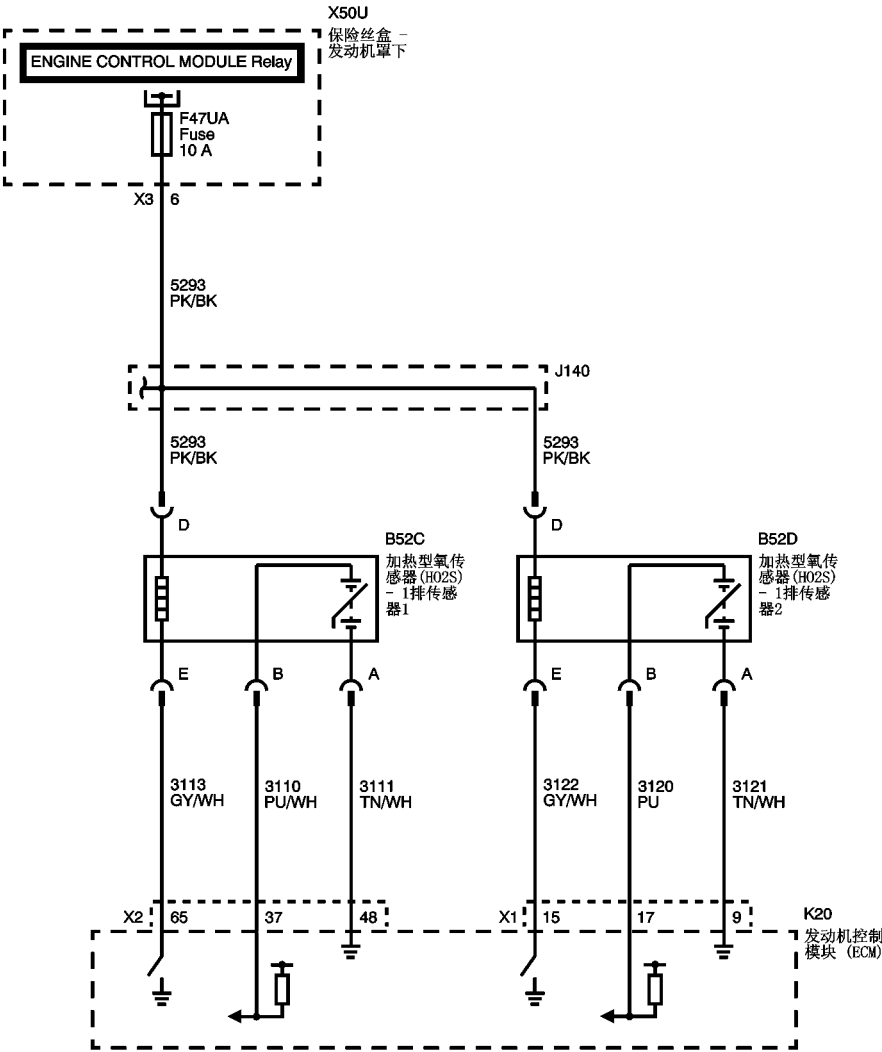 X50U
保险丝盒 -
发动机罩下
ENGINE CONTROL MODULE Relay
F47UA
Fuse
10 A
X3 6
5293
PK/BK
J140
5293
PK/BK
5293
PK/BK
D
D
B52C
加热型氧传
感器(HO2S)
- 1排传感
器1
B52D
加热型氧传
感器(HO2S)
- 1排传感
器2
E B A
E B A
3113
GY/WH
3110
PU/WH
3111
TN/WH
3122
GY/WH
3120
PU
3121
TN/WH
X2 65 37 48
X1 15 17 9
K20
发动机控制
模块 (ECM)